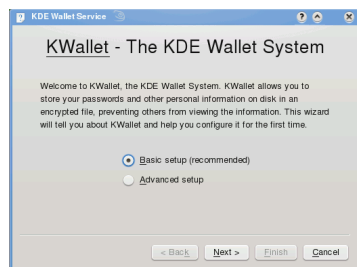 KDE Wallet Service
KWallet - The KDE Wallet System
Welcome to KWallet, the KDE Wallet System. KWallet allows you to
store your passwords and other personal information on disk in an
encrypted file, preventing others from viewing the information. This wizard
will tell you about KWallet and help you configure it for the first time.
Basic setup (recommended)
Advanced setup
< Back Next > Finish Cancel